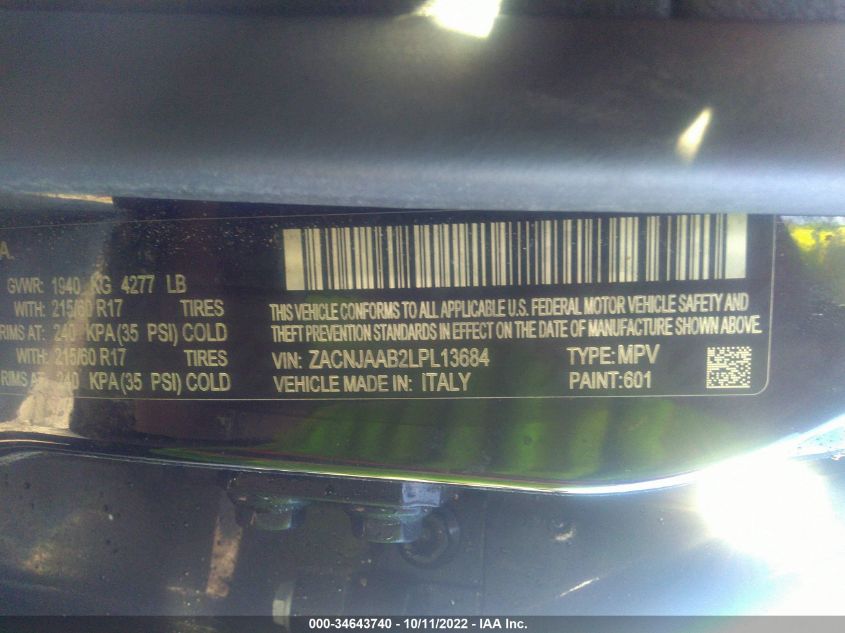 A.
GVWR: 1940 KG 4277 LB
WITH: 215/60 R17 TIRES
RIMS AT: 240 KPA(35 PSI) COLD
WITH: 215/60 R17 TIRES
RIMS AT: 240 KPA(35 PSI) COLD
THIS VEHICLE CONFORMS TO ALL APPLICABLE U.S. FEDERAL MOTOR VEHICLE SAFETY AND
THEFT PREVENTION STANDARDS IN EFFECT ON THE DATE OF MANUFACTURE SHOWN ABOVE.
VIN: ZACNJAAB2LPL13684 TYPE: MPV
VEHICLE MADE IN: ITALY PAINT:601
000-34643740 - 10/11/2022 - IAA Inc.